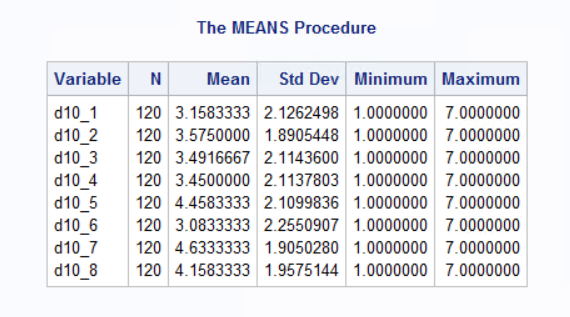 The MEANS Procedure
Variable N Mean Std Dev Minimum Maximum
d10_1 120 3.1583333 2.1262498 1.0000000 7.0000000
d10_2 120 3.5750000 1.8905448 1.0000000 7.0000000
d10_3 120 3.4916667 2.1143600 1.0000000 7.0000000
d10_4 120 3.4500000 2.1137803 1.0000000 7.0000000
d10_5 120 4.4583333 2.1099836 1.0000000 7.0000000
d10_6 120 3.0833333 2.2550907 1.0000000 7.0000000
d10_7 120 4.6333333 1.9050280 1.0000000 7.0000000
d10_8 120 4.1583333 1.9575144 1.0000000 7.0000000